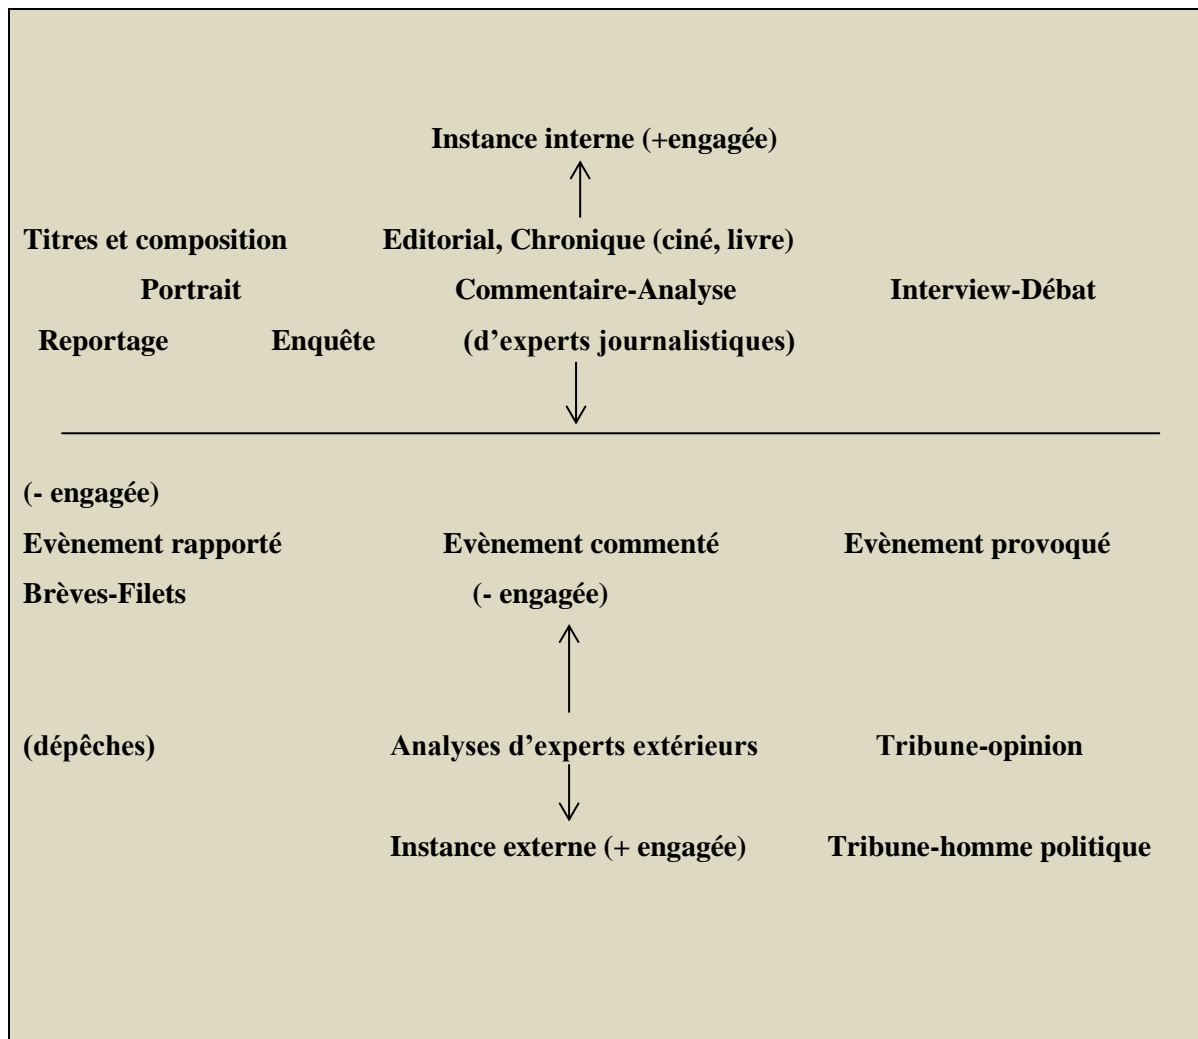 Instance interne (+engagée)
Titres et composition Editorial, Chronique (ciné, livre)
Portrait Commentaire-Analyse Interview-Débat
Reportage Enquête (d’experts journalistiques)
(- engagée)
Evènement rapporté Evènement commenté Evènement provoqué
Brèves-Filets (- engagée)
(dépêches) Analyses d’experts extérieurs Tribune-opinion
Instance externe (+ engagée) Tribune-homme politique